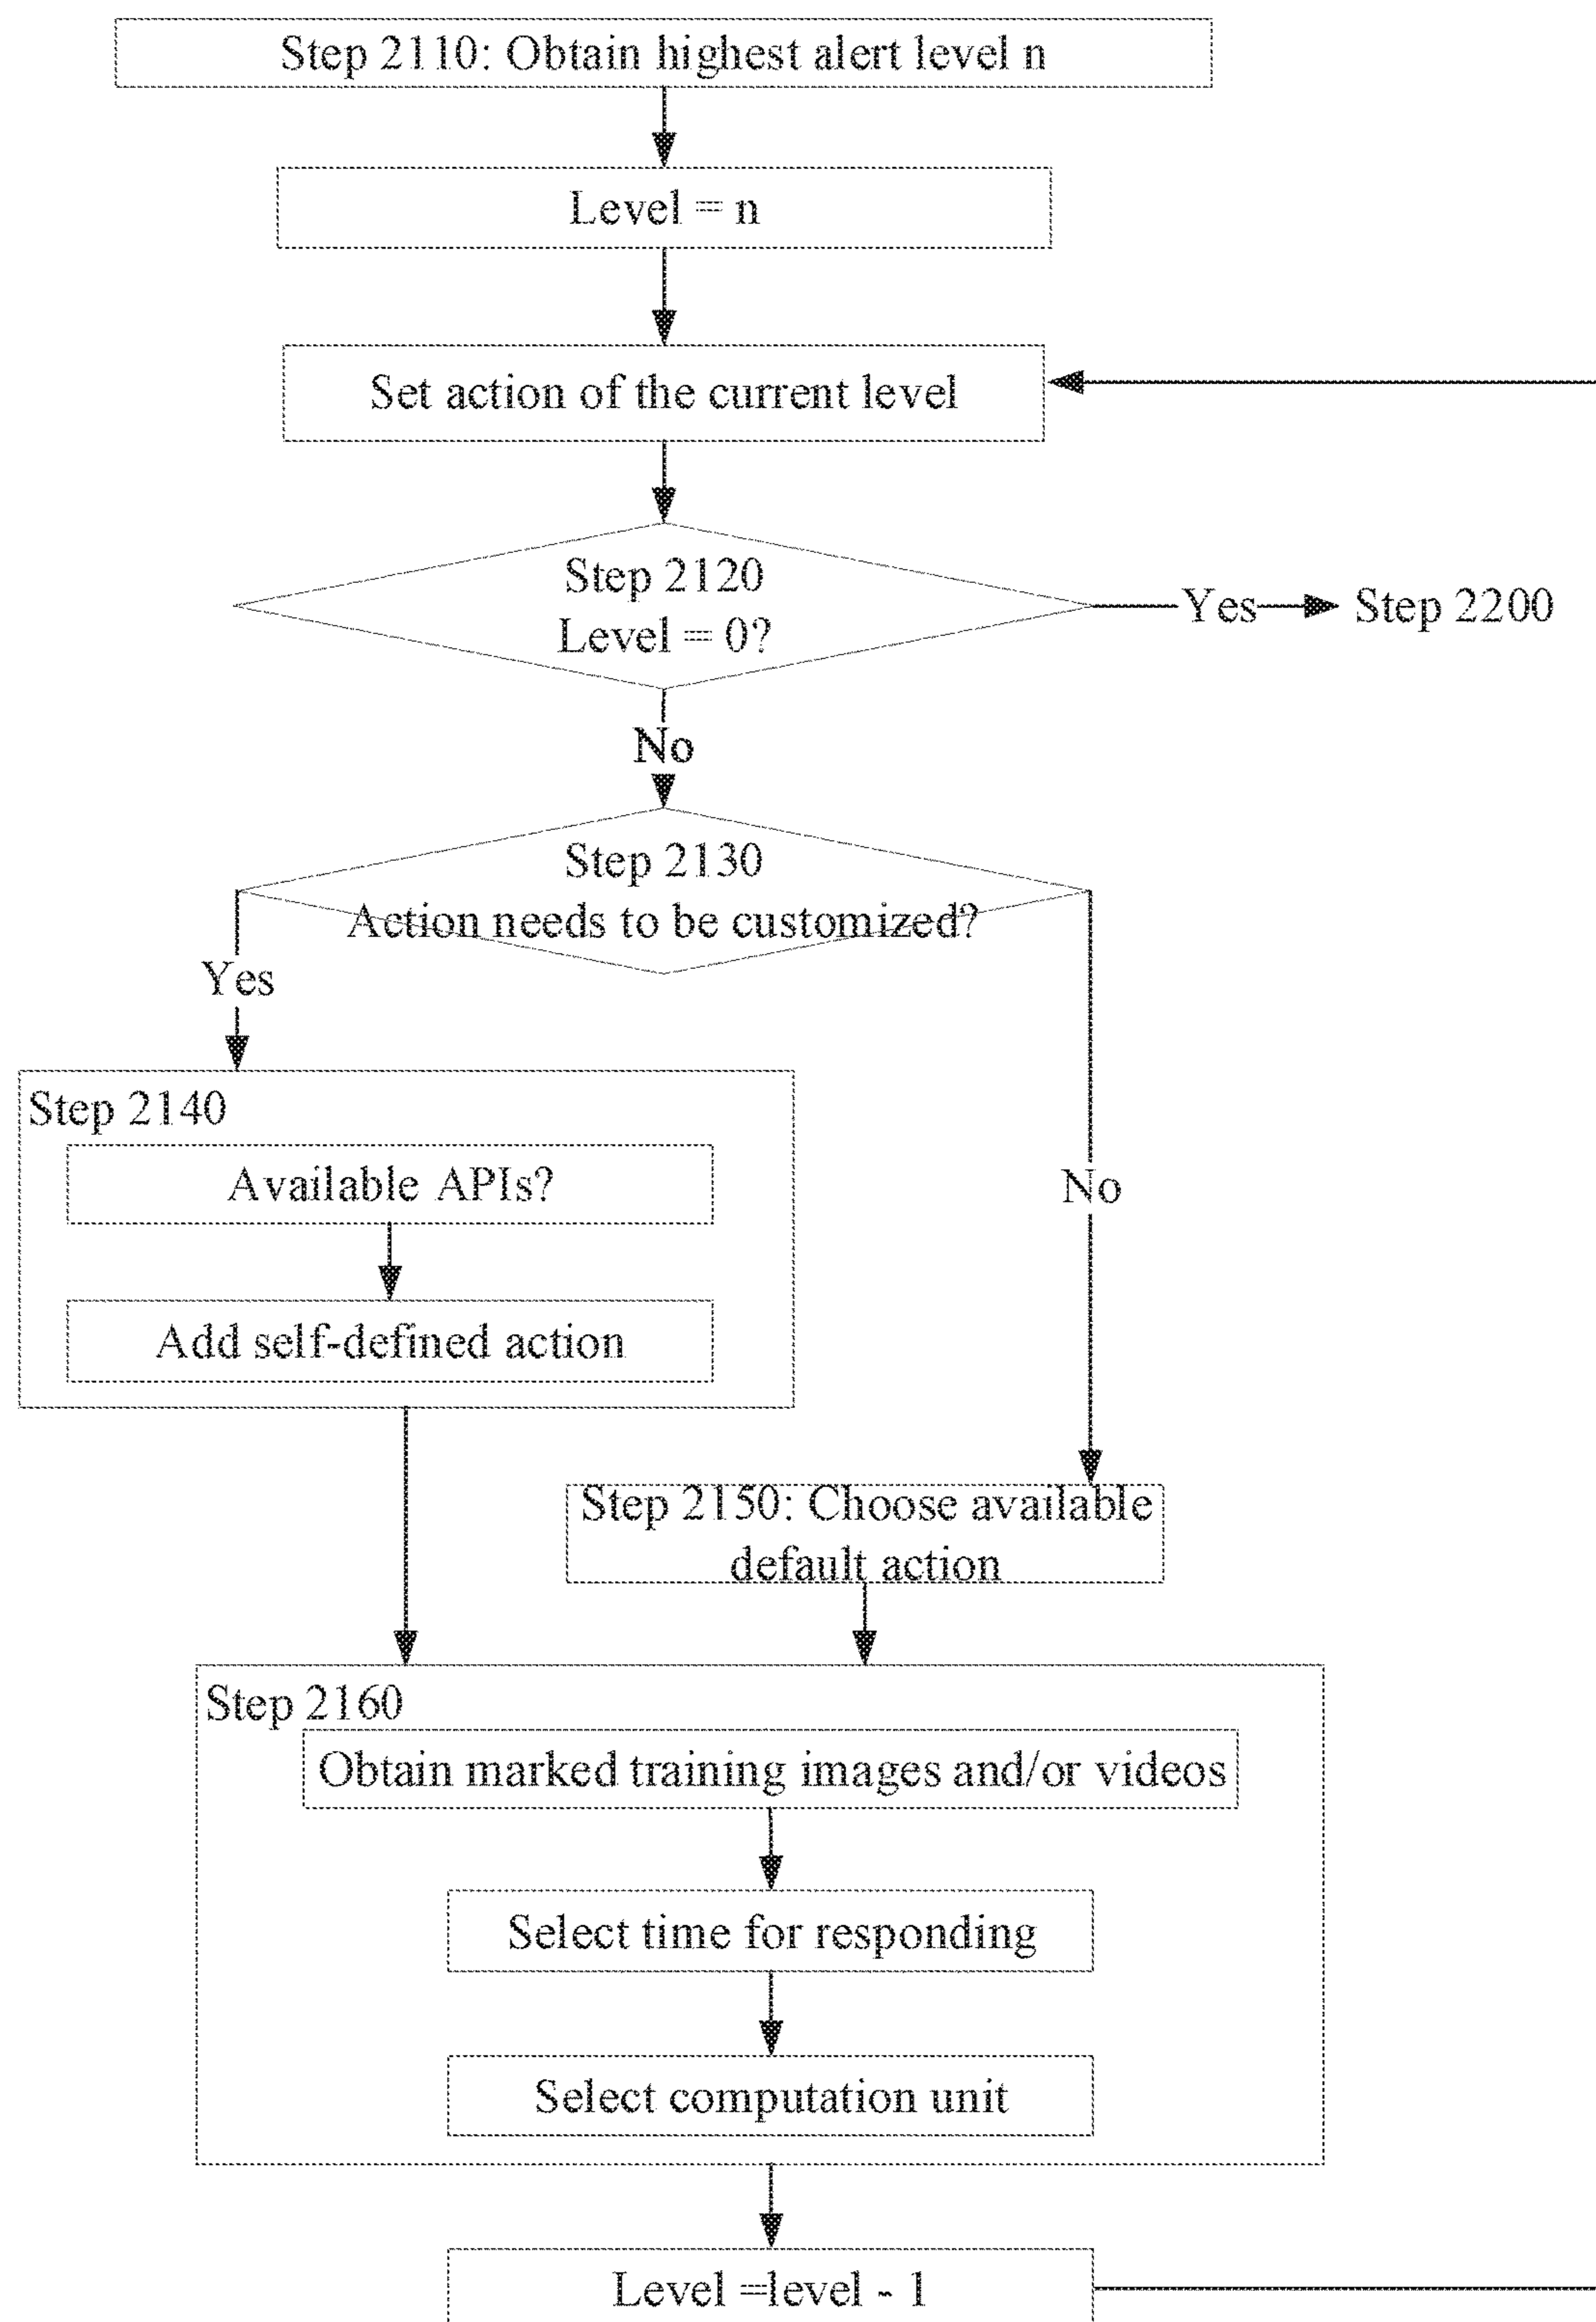 Step 2110: Obtain highest alert level n
Level = n
Set action of the current level
Step 2120
Level = 0?
Yes
Step 2200
No
Step 2130
Action needs to be customized?
Yes
Step 2140
Available APIs?
No
Add self-defined action
Step 2150: Choose available
default action
Step 2160
Obtain marked training images and/or videos
Select time for responding
Select computation unit
Level =level - 1